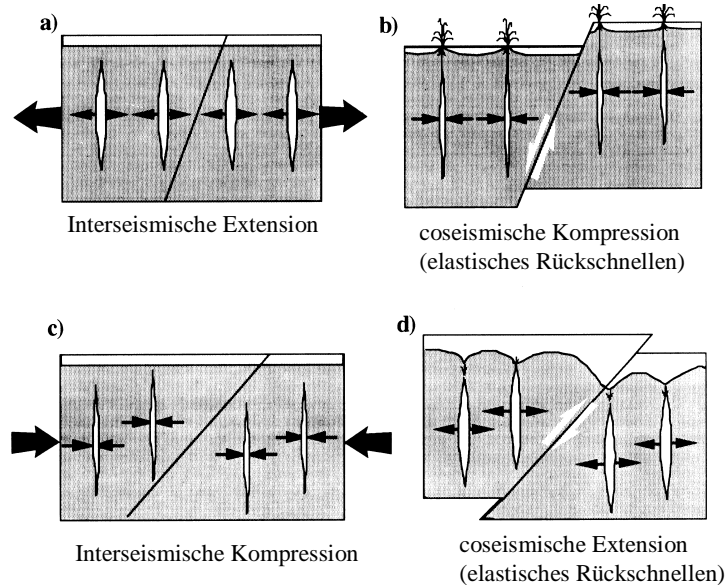 a)
b)
Interseismische Extension
coseismische Kompression
(elastisches Rückschnellen)
c)
d)
Interseismische Kompression
coseismische Extension
(elastisches Rückschnellen)